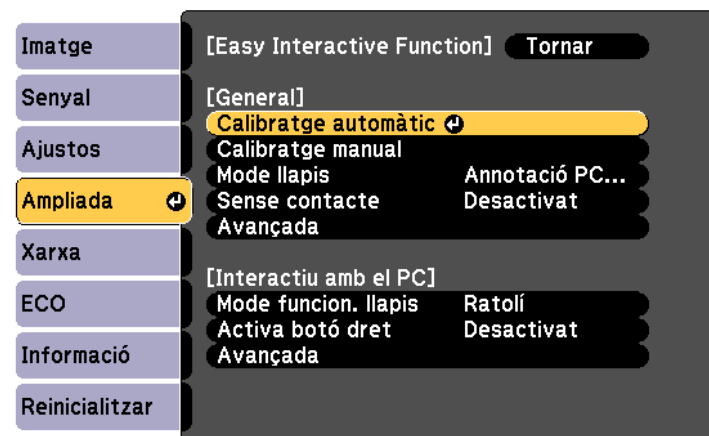 Imatge
Senyal
Ajustos
Ampliada
Xarxa
ECO
Informació
Reinicialitzar
[Easy Interactive Function] Tornar
[General]
Calibratge automàtic
Calibratge manual
Mode llapis Annotació PC...
Sense contacte Desactivat
Avançada
[Interactiu amb el PC]
Mode funcion. llapis Ratolí
Activa botó dret Desactivat
Avançada